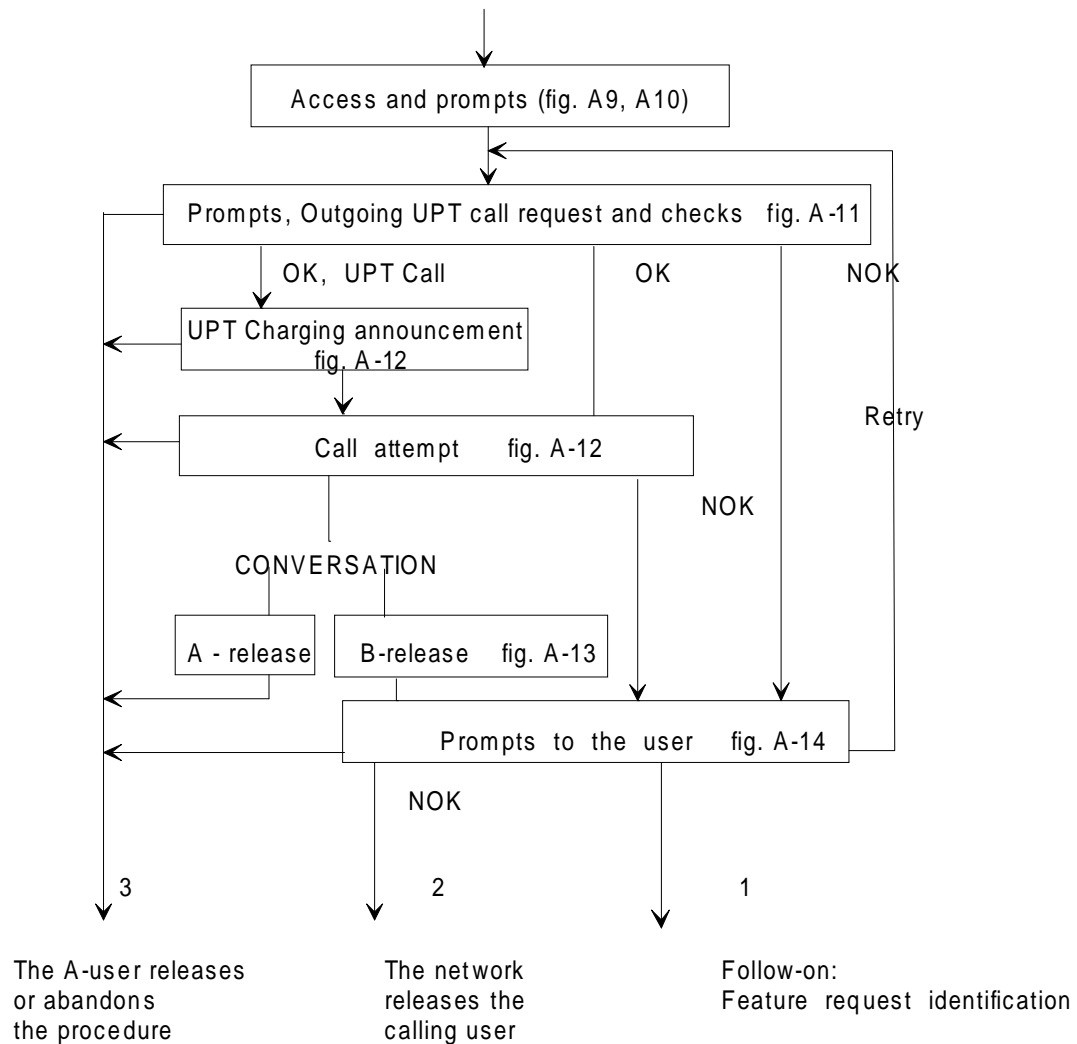 Access and prompts (fig. A9, A10)
Prompts, Outgoing UPT call request and checks fig. A-11
OK, UPT Call
OK
NOK
UPT Charging announcement
fig. A-12
Retry
Call attempt fig. A-12
NOK
CONVERSATION
A - release
B-release fig. A-13
Prompts to the user fig. A-14
NOK
3
2
1
The A-user releases
or abandons
the procedure
The network
releases the
calling user
Follow-on:
Feature request identification